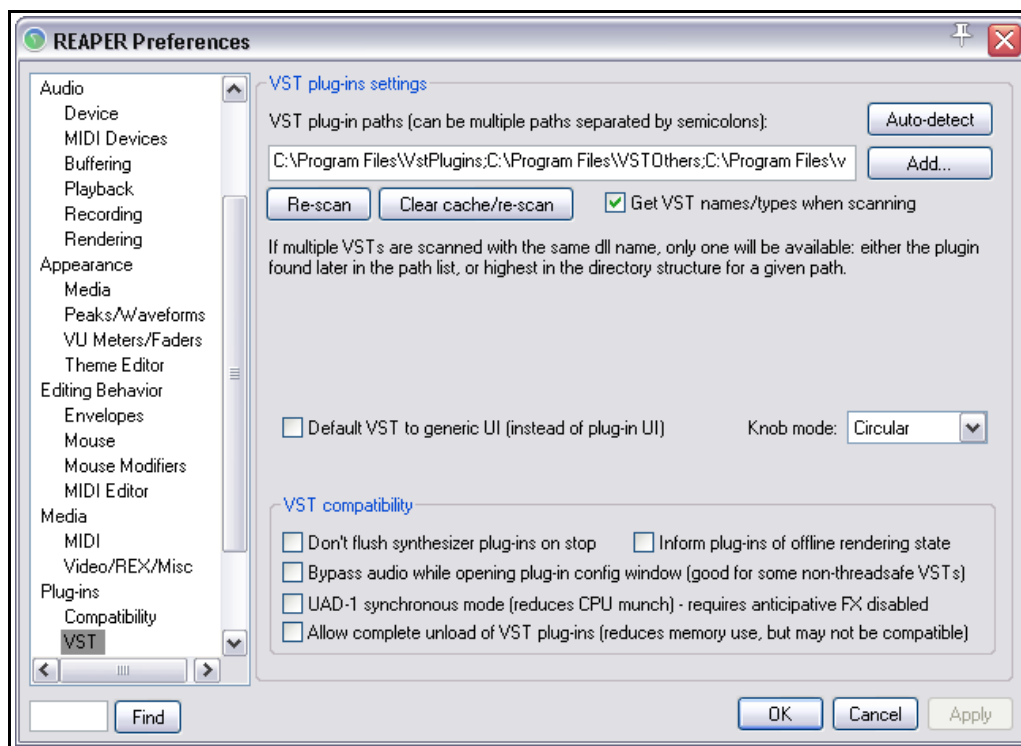 REAPER Preferences
Audio
Device
MIDI Devices
Buffering
Playback
Recording
Rendering
Appearance
Media
Peaks/Waveforms
VU Meters/Faders
Theme Editor
Editing Behavior
Envelopes
Mouse
Mouse Modifiers
MIDI Editor
Media
MIDI
Video/REX/Misc
Plug-ins
Compatibility
VST
Find
VST plug-ins settings
VST plug-in paths (can be multiple paths separated by semicolons):
Auto-detect
C:\Program Files\VstPlugins;C:\Program Files\VSTOthers;C:\Program Files\v
Add...
Re-scan
Clear cache/re-scan
Get VST names/types when scanning
If multiple VSTs are scanned with the same dll name, only one will be available: either the plugin
found later in the path list, or highest in the directory structure for a given path.
Default VST to generic UI (instead of plug-in UI)
Knob mode: Circular
VST compatibility
Don't flush synthesizer plug-ins on stop
Inform plug-ins of offline rendering state
Bypass audio while opening plug-in config window (good for some non-threadsafe VSTs)
UAD-1 synchronous mode (reduces CPU munch) - requires anticipative FX disabled
Allow complete unload of VST plug-ins (reduces memory use, but may not be compatible)
OK
Cancel
Apply